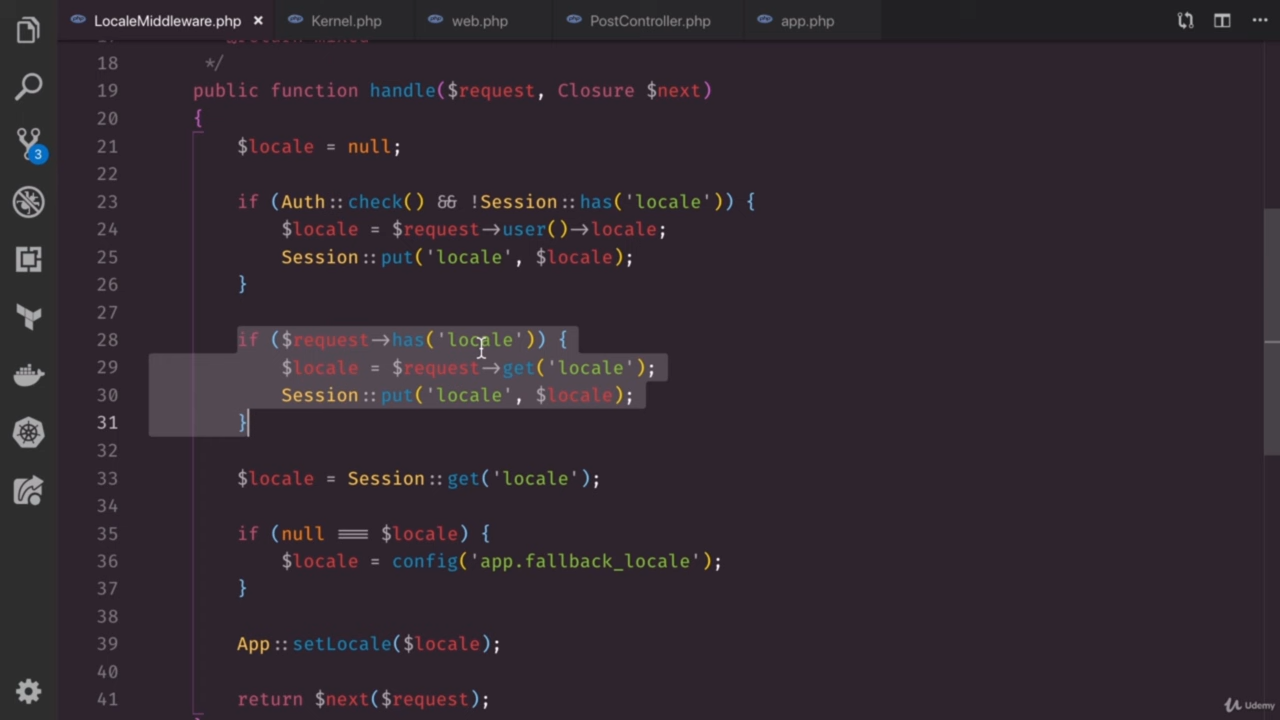 LocaleMiddleware.php × Kernel.php web.php PostController.php app.php
18 */
19 public function handle($request, Closure $next)
20 {
21 $locale = null;
22
23 if (Auth::check() && !Session::has('locale')) {
24 $locale = $request->user()->locale;
25 Session::put('locale', $locale);
26 }
27
28 if ($request->has('locale')) {
29 $locale = $request->get('locale');
30 Session::put('locale', $locale);
31 }
32
33 $locale = Session::get('locale');
34
35 if (null === $locale) {
36 $locale = config('app.fallback_locale');
37 }
38
39 App::setLocale($locale);
40
41 return $next($request);
3
Udemy